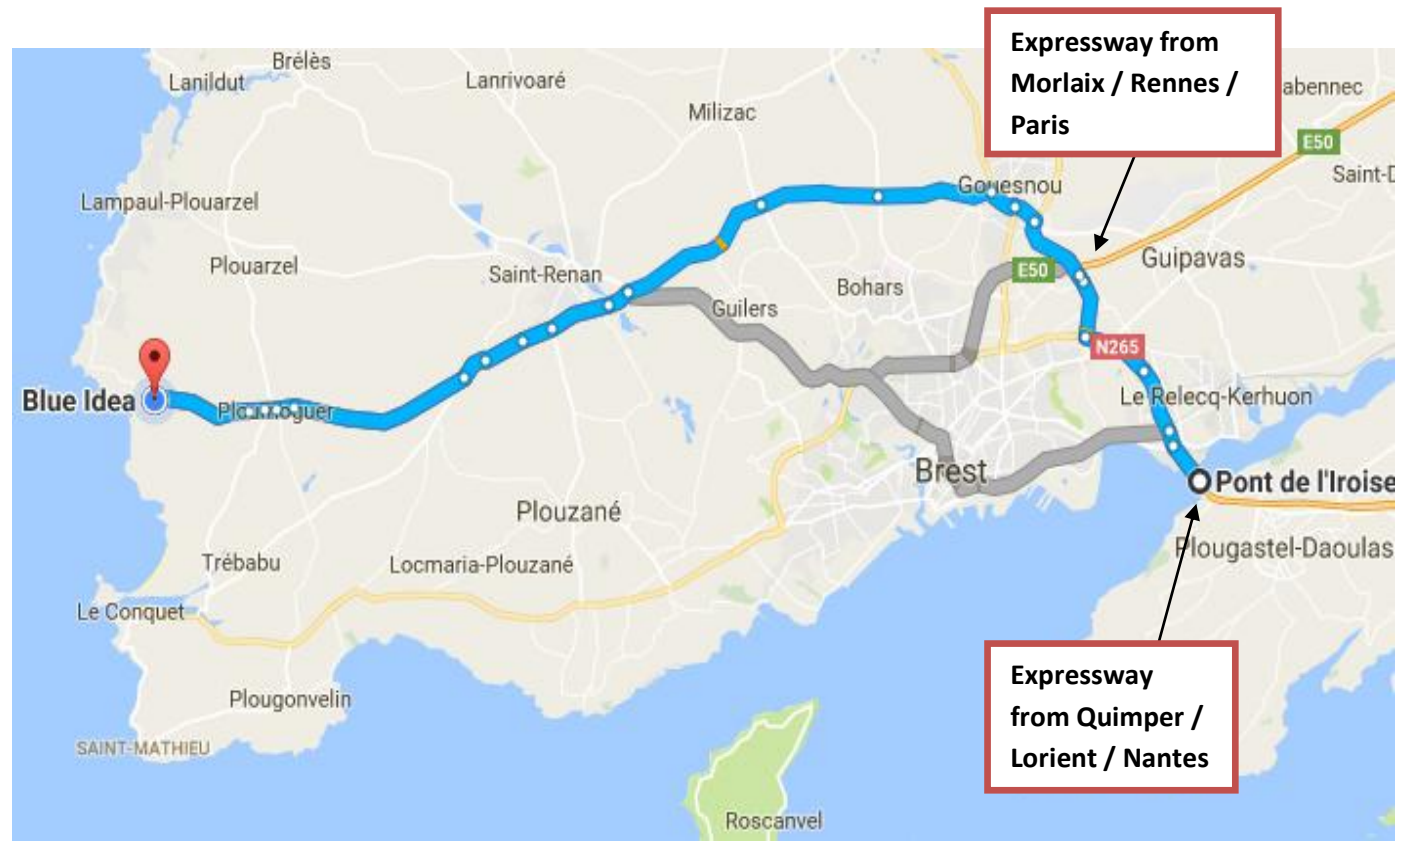 Expressway from
Morlaix / Rennes /
Paris
Brélès
Lanildut
Lanrivoaré
Milizac
abennec
E50
Saint-D
Lampaul-Plouarzel
Gouesnou
Plouarzel
Saint-Renan
E50
Guipavas
Bohars
Guilers
N265
Blue Idea
Ploumoguer
Le Relecq-Kerhuon
Brest
Pont de l'Iroise
Plouzané
Plougastel-Daoulas
Trébabu
Locmaria-Plouzané
Le Conquet
Plougonvelin
SAINT-MATHIEU
Expressway
from Quimper /
Lorient / Nantes
Roscanvel